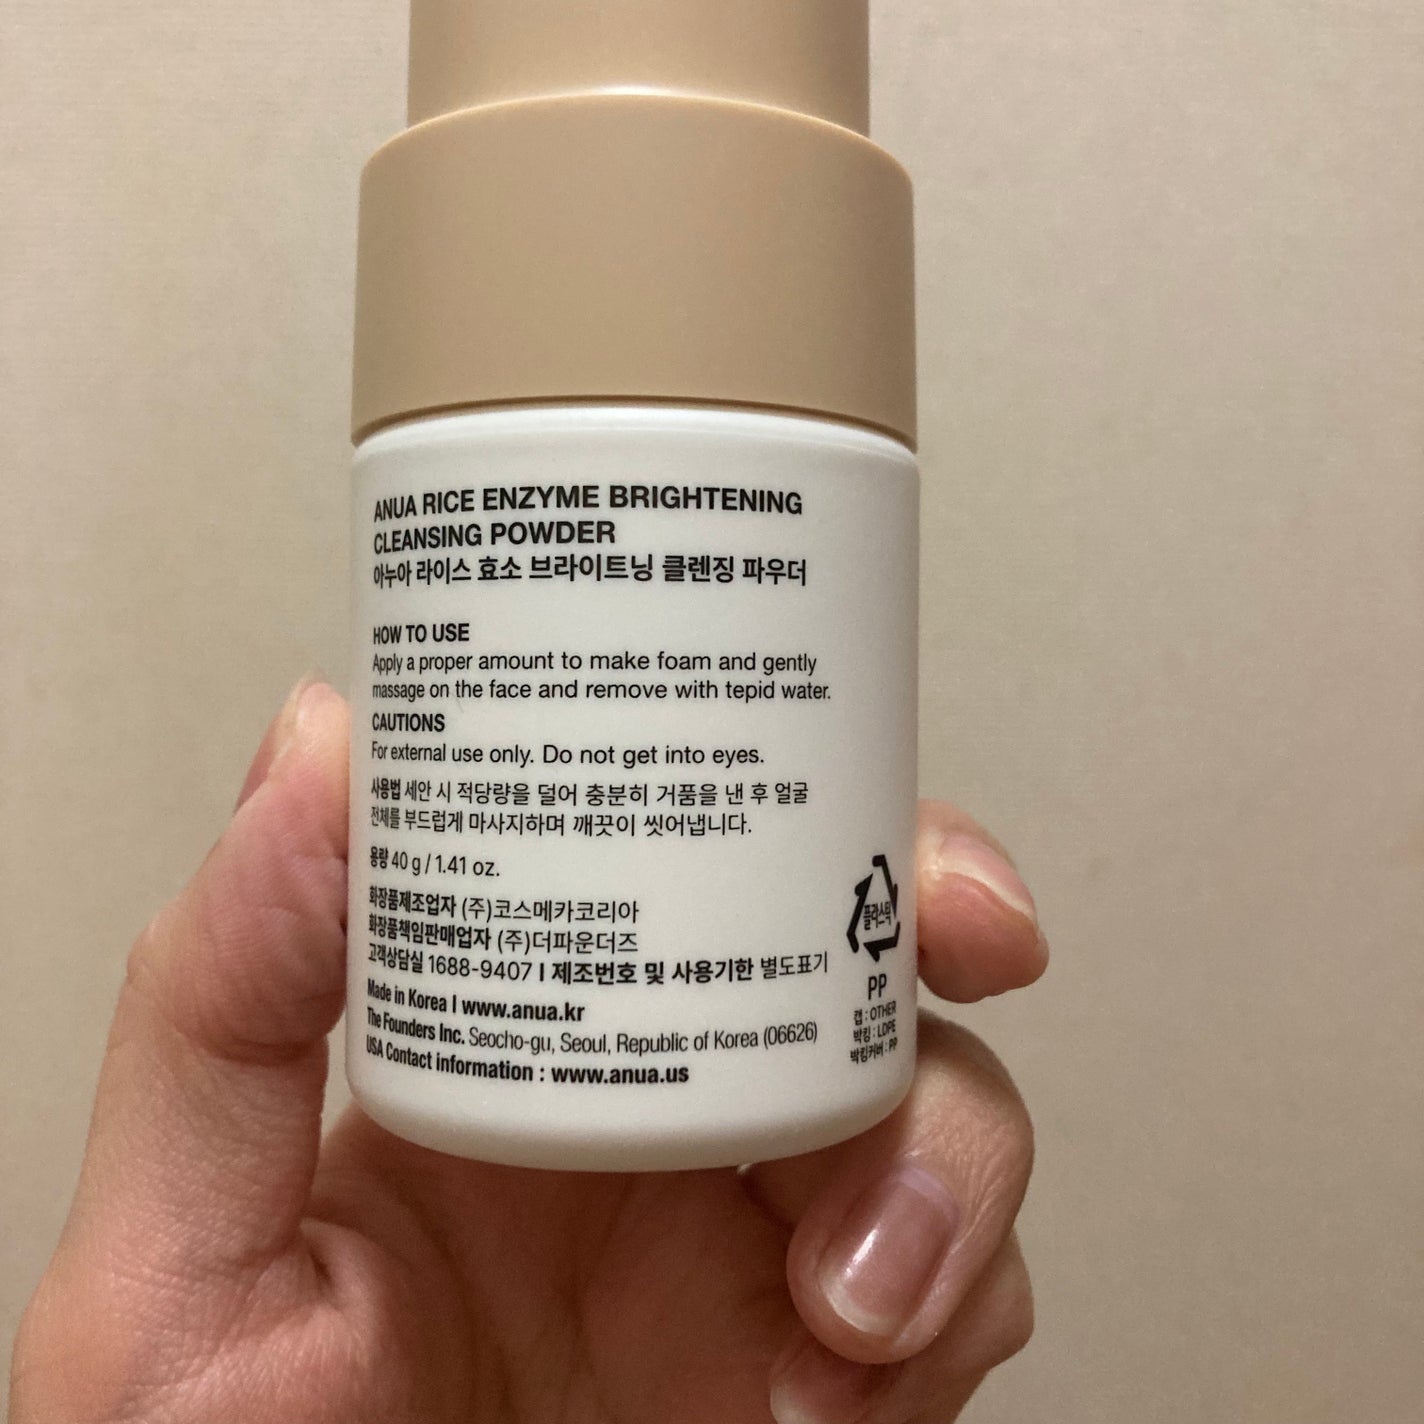 ANUA RICE ENZYME BRIGHTENING
CLEANSING POWDER
아누아 라이스 효소 브라이트닝 클렌징 파우더
HOW TO USE
Apply a proper amount to make foam and gently
massage on the face and remove with tepid water.
CAUTIONS
For external use only. Do not get into eyes.
사용법 세안 시 적당량을 덜어 충분히 거품을 낸 후 얼굴
전체를 부드럽게 마사지하며 깨끗이 씻어냅니다.
용량 40 g / 1.41 oz.
화장품제조업자 (주)코스메카코리아
화장품책임판매업자 (주)더파운더즈
고객상담실 1688-9407 I 제조번호 및 사용기한 별도표기
Made in Korea I www.anua.kr
The Founders Inc. Seocho-gu, Seoul, Republic of Korea (06626)
USA Contact information : www.anua.us
플라스틱
PP
캡 : OTHER
박킹 : LDPE
박킹커버 : PP